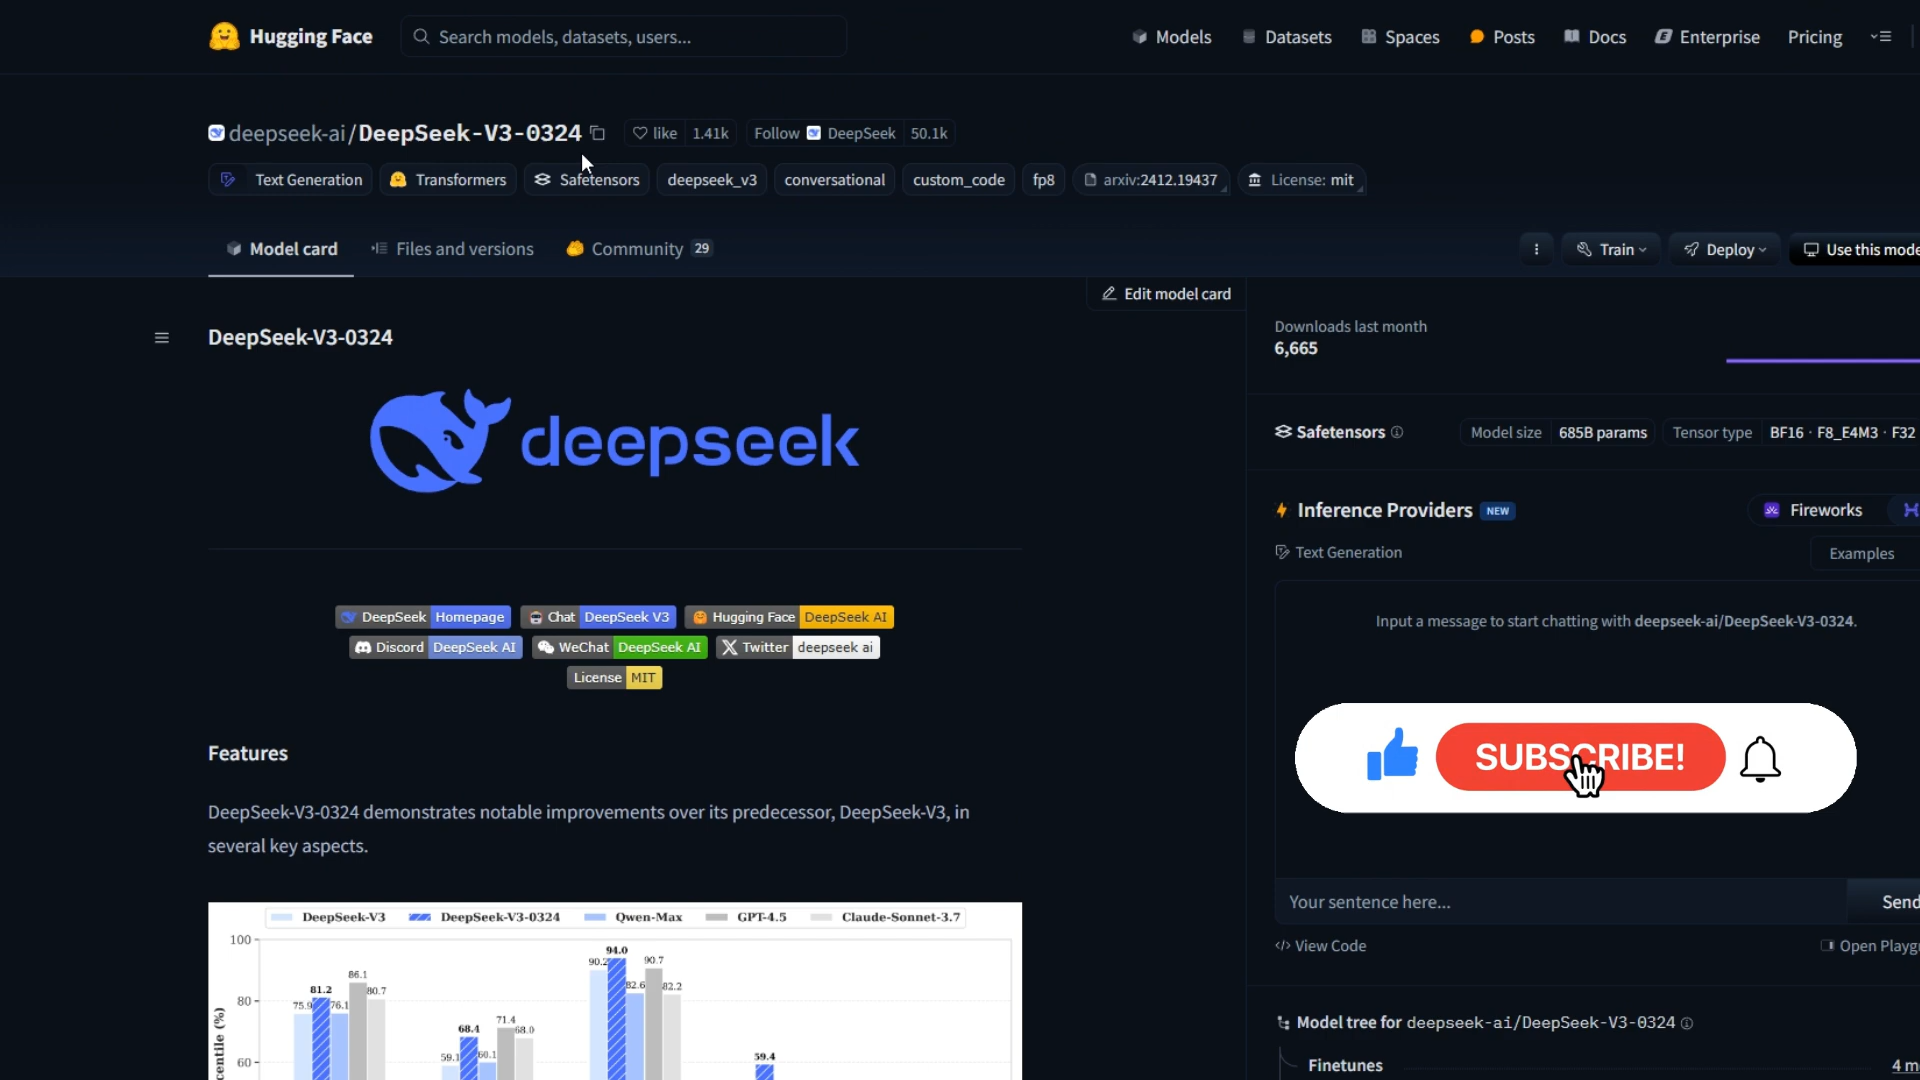 Hugging Face
Search models, datasets, users...
Models Datasets Spaces Posts Docs Enterprise Pricing
deepseek-ai/DeepSeek-V3-0324 like 1.41k Follow DeepSeek 50.1k
Text Generation Transformers Safetensors deepseek_v3 conversational custom_code fp8 arxiv:2412.19437 License: mit
Model card Files and versions Community 29
Train Deploy Use this mode
Edit model card
DeepSeek-V3-0324
deepseek
DeepSeek Homepage Chat DeepSeek V3 Hugging Face DeepSeek AI
Discord DeepSeek AI WeChat DeepSeek AI Twitter deepseek ai
License MIT
Features
DeepSeek-V3-0324 demonstrates notable improvements over its predecessor, DeepSeek-V3, in
several key aspects.
DeepSeek-V3 DeepSeek-V3-0324 Qwen-Max GPT-4.5 Claude-Sonnet-3.7
100
94.0
90.2 90.7
86.1
82.6 82.2
81.2 80.7
80
75.9 76.1
71.4
68.4 68.0
60
59.1 60.1
59.4
centile (%)
Downloads last month
6,665
Safetensors Model size 685B params Tensor type BF16 · F8_E4M3 · F32
Inference Providers NEW Fireworks
Text Generation Examples
Input a message to start chatting with deepseek-ai/DeepSeek-V3-0324.
SUBSCRIBE!
Your sentence here... Send
View Code Open Playg
Model tree for deepseek-ai/DeepSeek-V3-0324
Finetunes 4 m